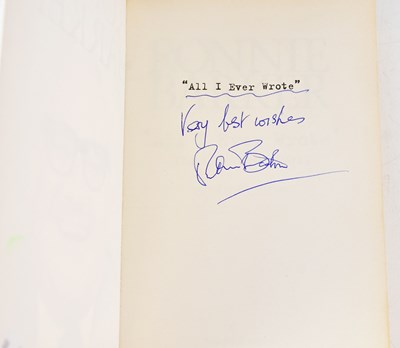 "All I Ever Wrote"
Very best wishes